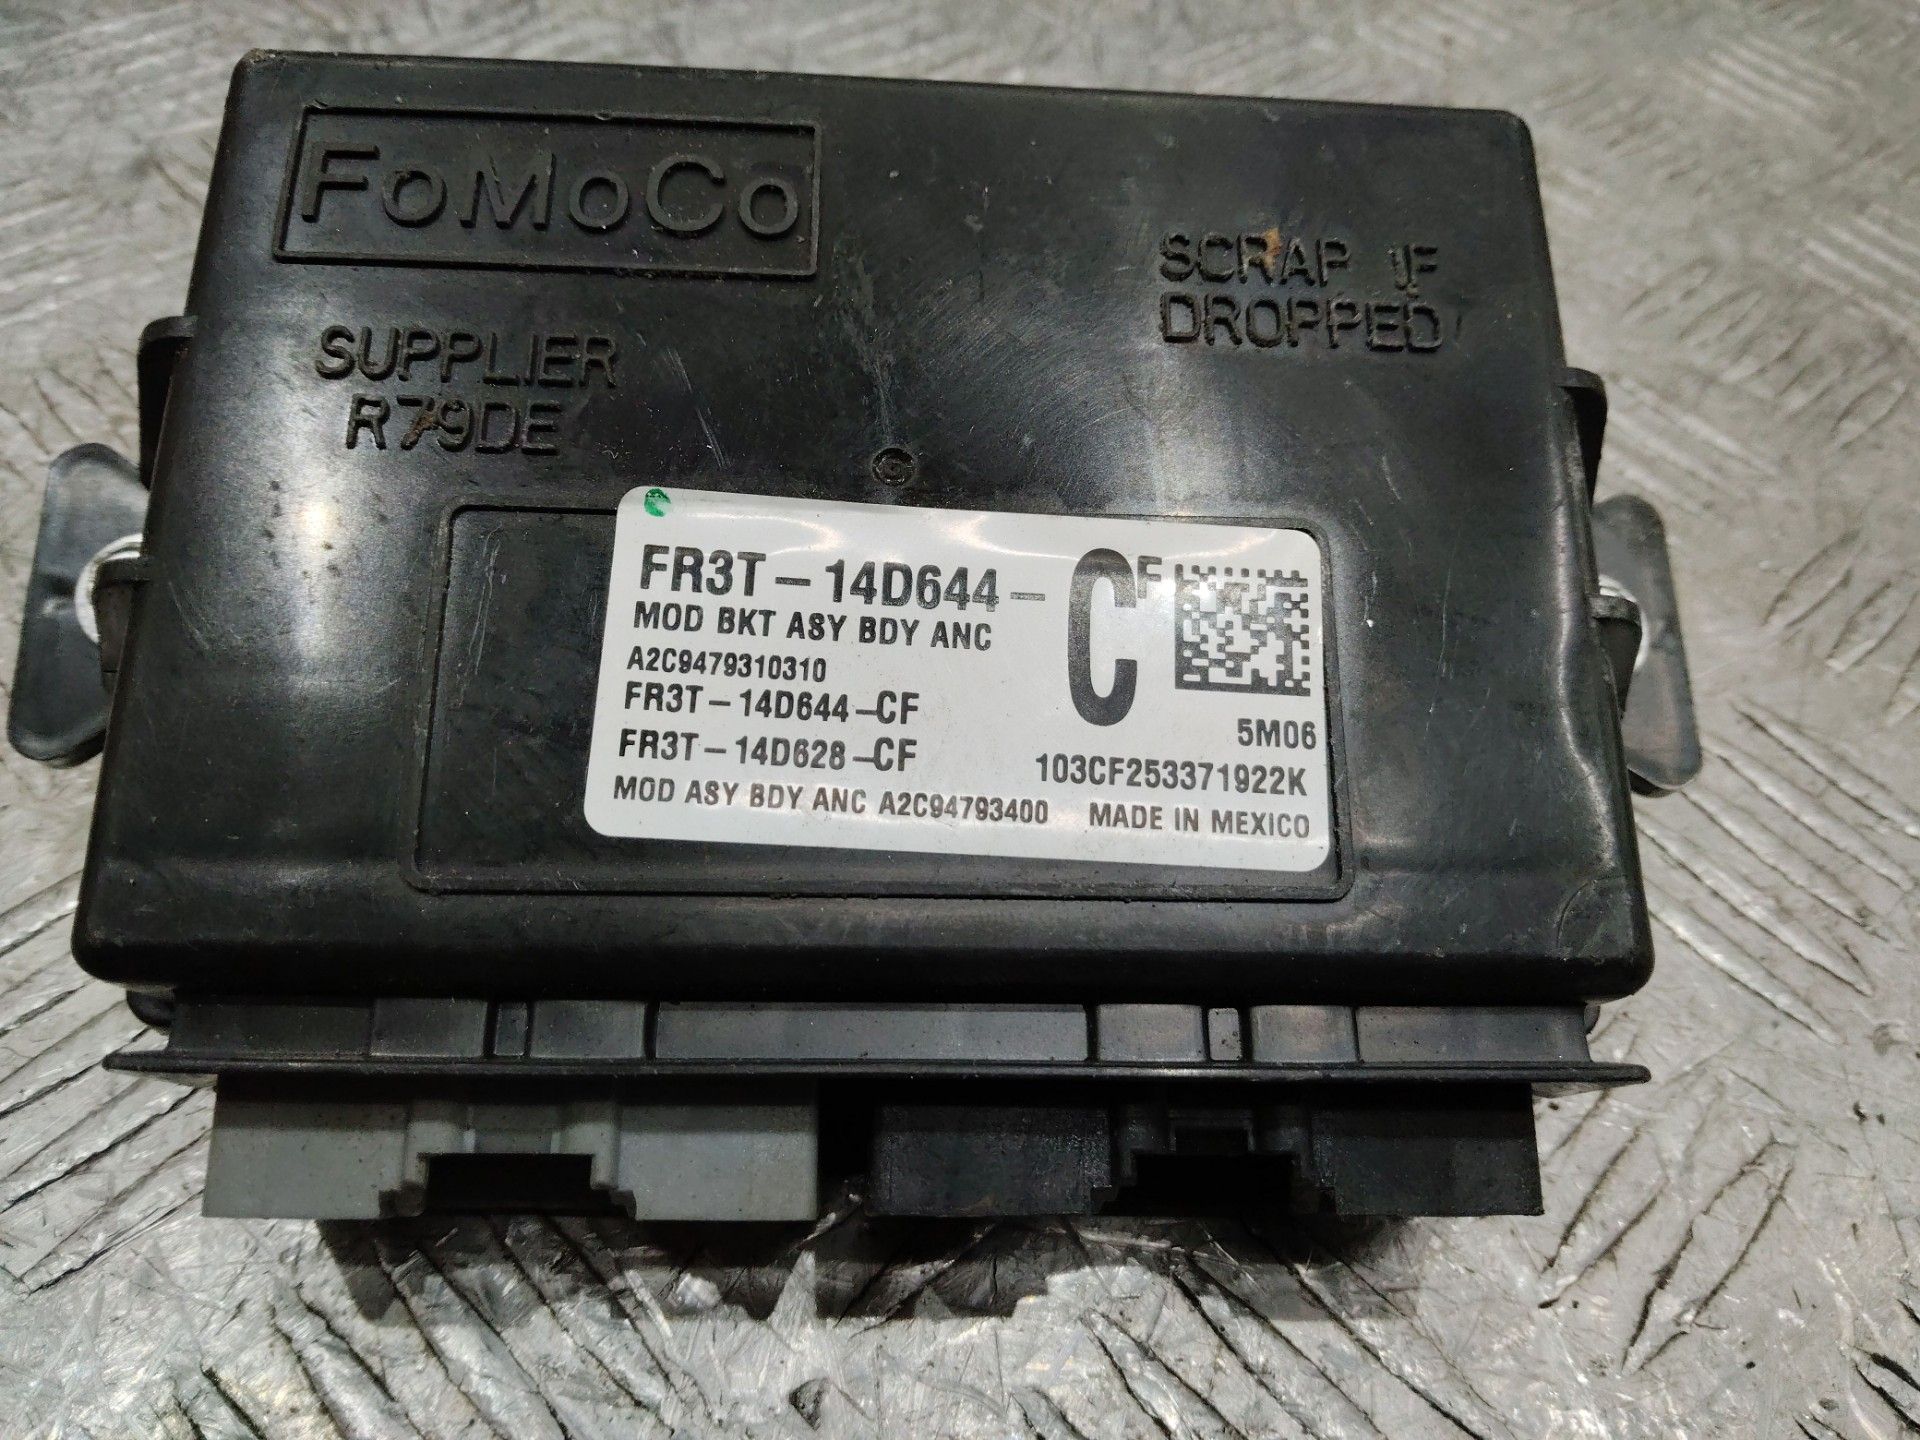 FoMoCo
SCRAP IF
DROPPED
SUPPLIER
R79DE
FR3T-14D644-CF
MOD BKT ASY BDY ANC
A2C9479310310
FR3T-14D644-CF
5M06
FR3T-14D628-CF
103CF253371922K
MOD ASY BDY ANC A2C94793400 MADE IN MEXICO